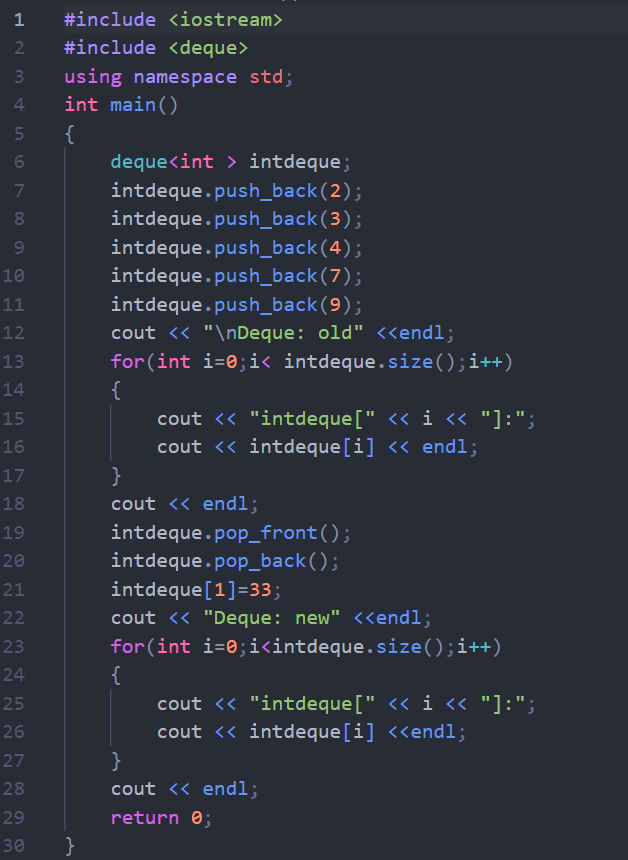 1 #include <iostream>
2 #include <deque>
3 using namespace std;
4 int main()
5 {
6     deque<int > intdeque;
7     intdeque.push_back(2);
8     intdeque.push_back(3);
9     intdeque.push_back(4);
10     intdeque.push_back(7);
11     intdeque.push_back(9);
12     cout << "\nDeque: old" <<endl;
13     for(int i=0;i< intdeque.size();i++)
14     {
15         cout << "intdeque[" << i << "]:";
16         cout << intdeque[i] << endl;
17     }
18     cout << endl;
19     intdeque.pop_front();
20     intdeque.pop_back();
21     intdeque[1]=33;
22     cout << "Deque: new" <<endl;
23     for(int i=0;i<intdeque.size();i++)
24     {
25         cout << "intdeque[" << i << "]:";
26         cout << intdeque[i] <<endl;
27     }
28     cout << endl;
29     return 0;
30 }